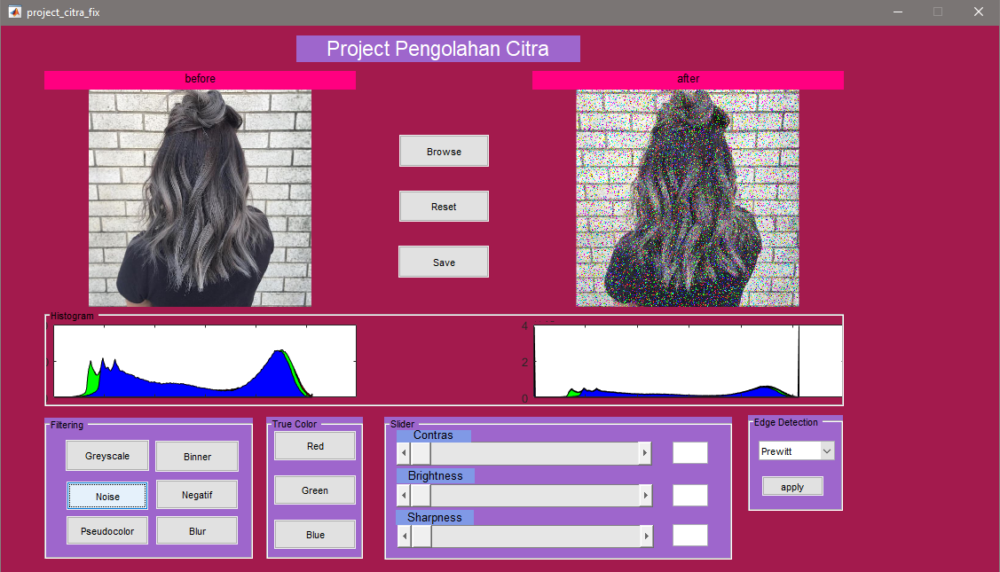 project_citra_fix
Project Pengolahan Citra
before
after
Browse
Reset
Save
Histogram
4
2
0
Filtering
Greyscale
Binner
Noise
Negatif
Pseudocolor
Blur
True Color
Red
Green
Blue
Slider
Contras
Brightness
Sharpness
Edge Detection
Prewitt
apply